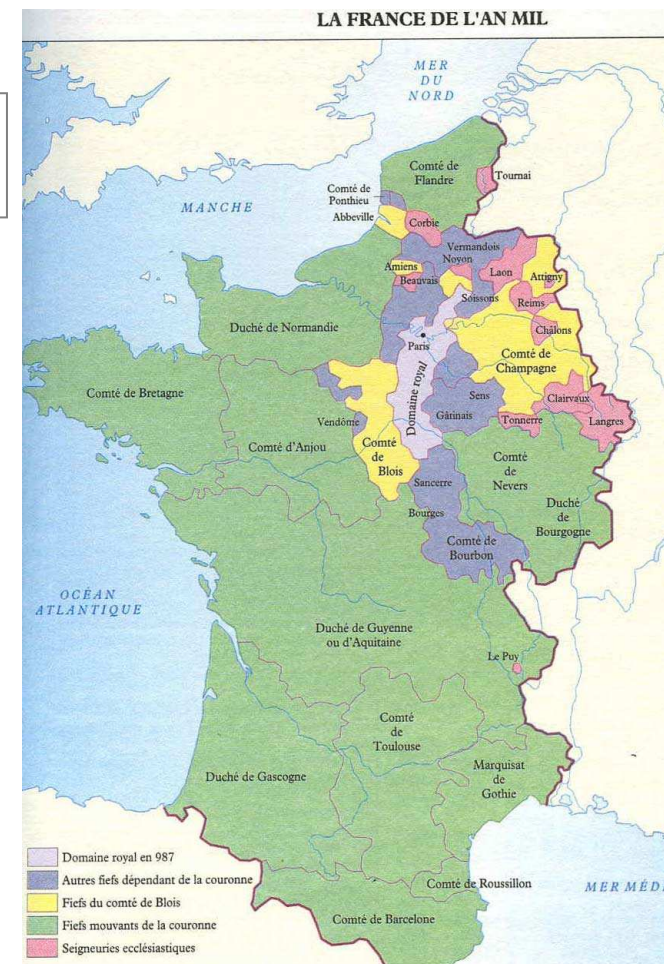 LA FRANCE DE L'AN MIL
MER
DU
NORD
Comté de
Flandre
Tournai
Comté de
Ponthieu
MANCHE
Abbeville
Corbie
Vermandois
Noyon
Amiens
Laon
Attigny
Beauvais
Soissons
Reims
Duché de Normandie
Châlons
Paris
Comté de
Champagne
Comté de Bretagne
Domaine royal
Sens
Clairvaux
Vendôme
Gâtinais
Tonnerre
Langres
Comté d'Anjou
Comté
de
Blois
Comté
de
Nevers
Sancerre
Duché
de
Bourgogne
Bourges
Comté de
Bourbon
OCÉAN
ATLANTIQUE
Duché de Guyenne
ou d'Aquitaine
Le Puy
Comté
de
Toulouse
Marquisat
de
Gothie
Duché de Gascogne
Domaine royal en 987
Autres fiefs dépendant de la couronne
Fiefs du comté de Blois
Fiefs mouvants de la couronne
Seigneuries ecclésiastiques
Comté de Roussillon
MER MÉD
Comté de Barcelone